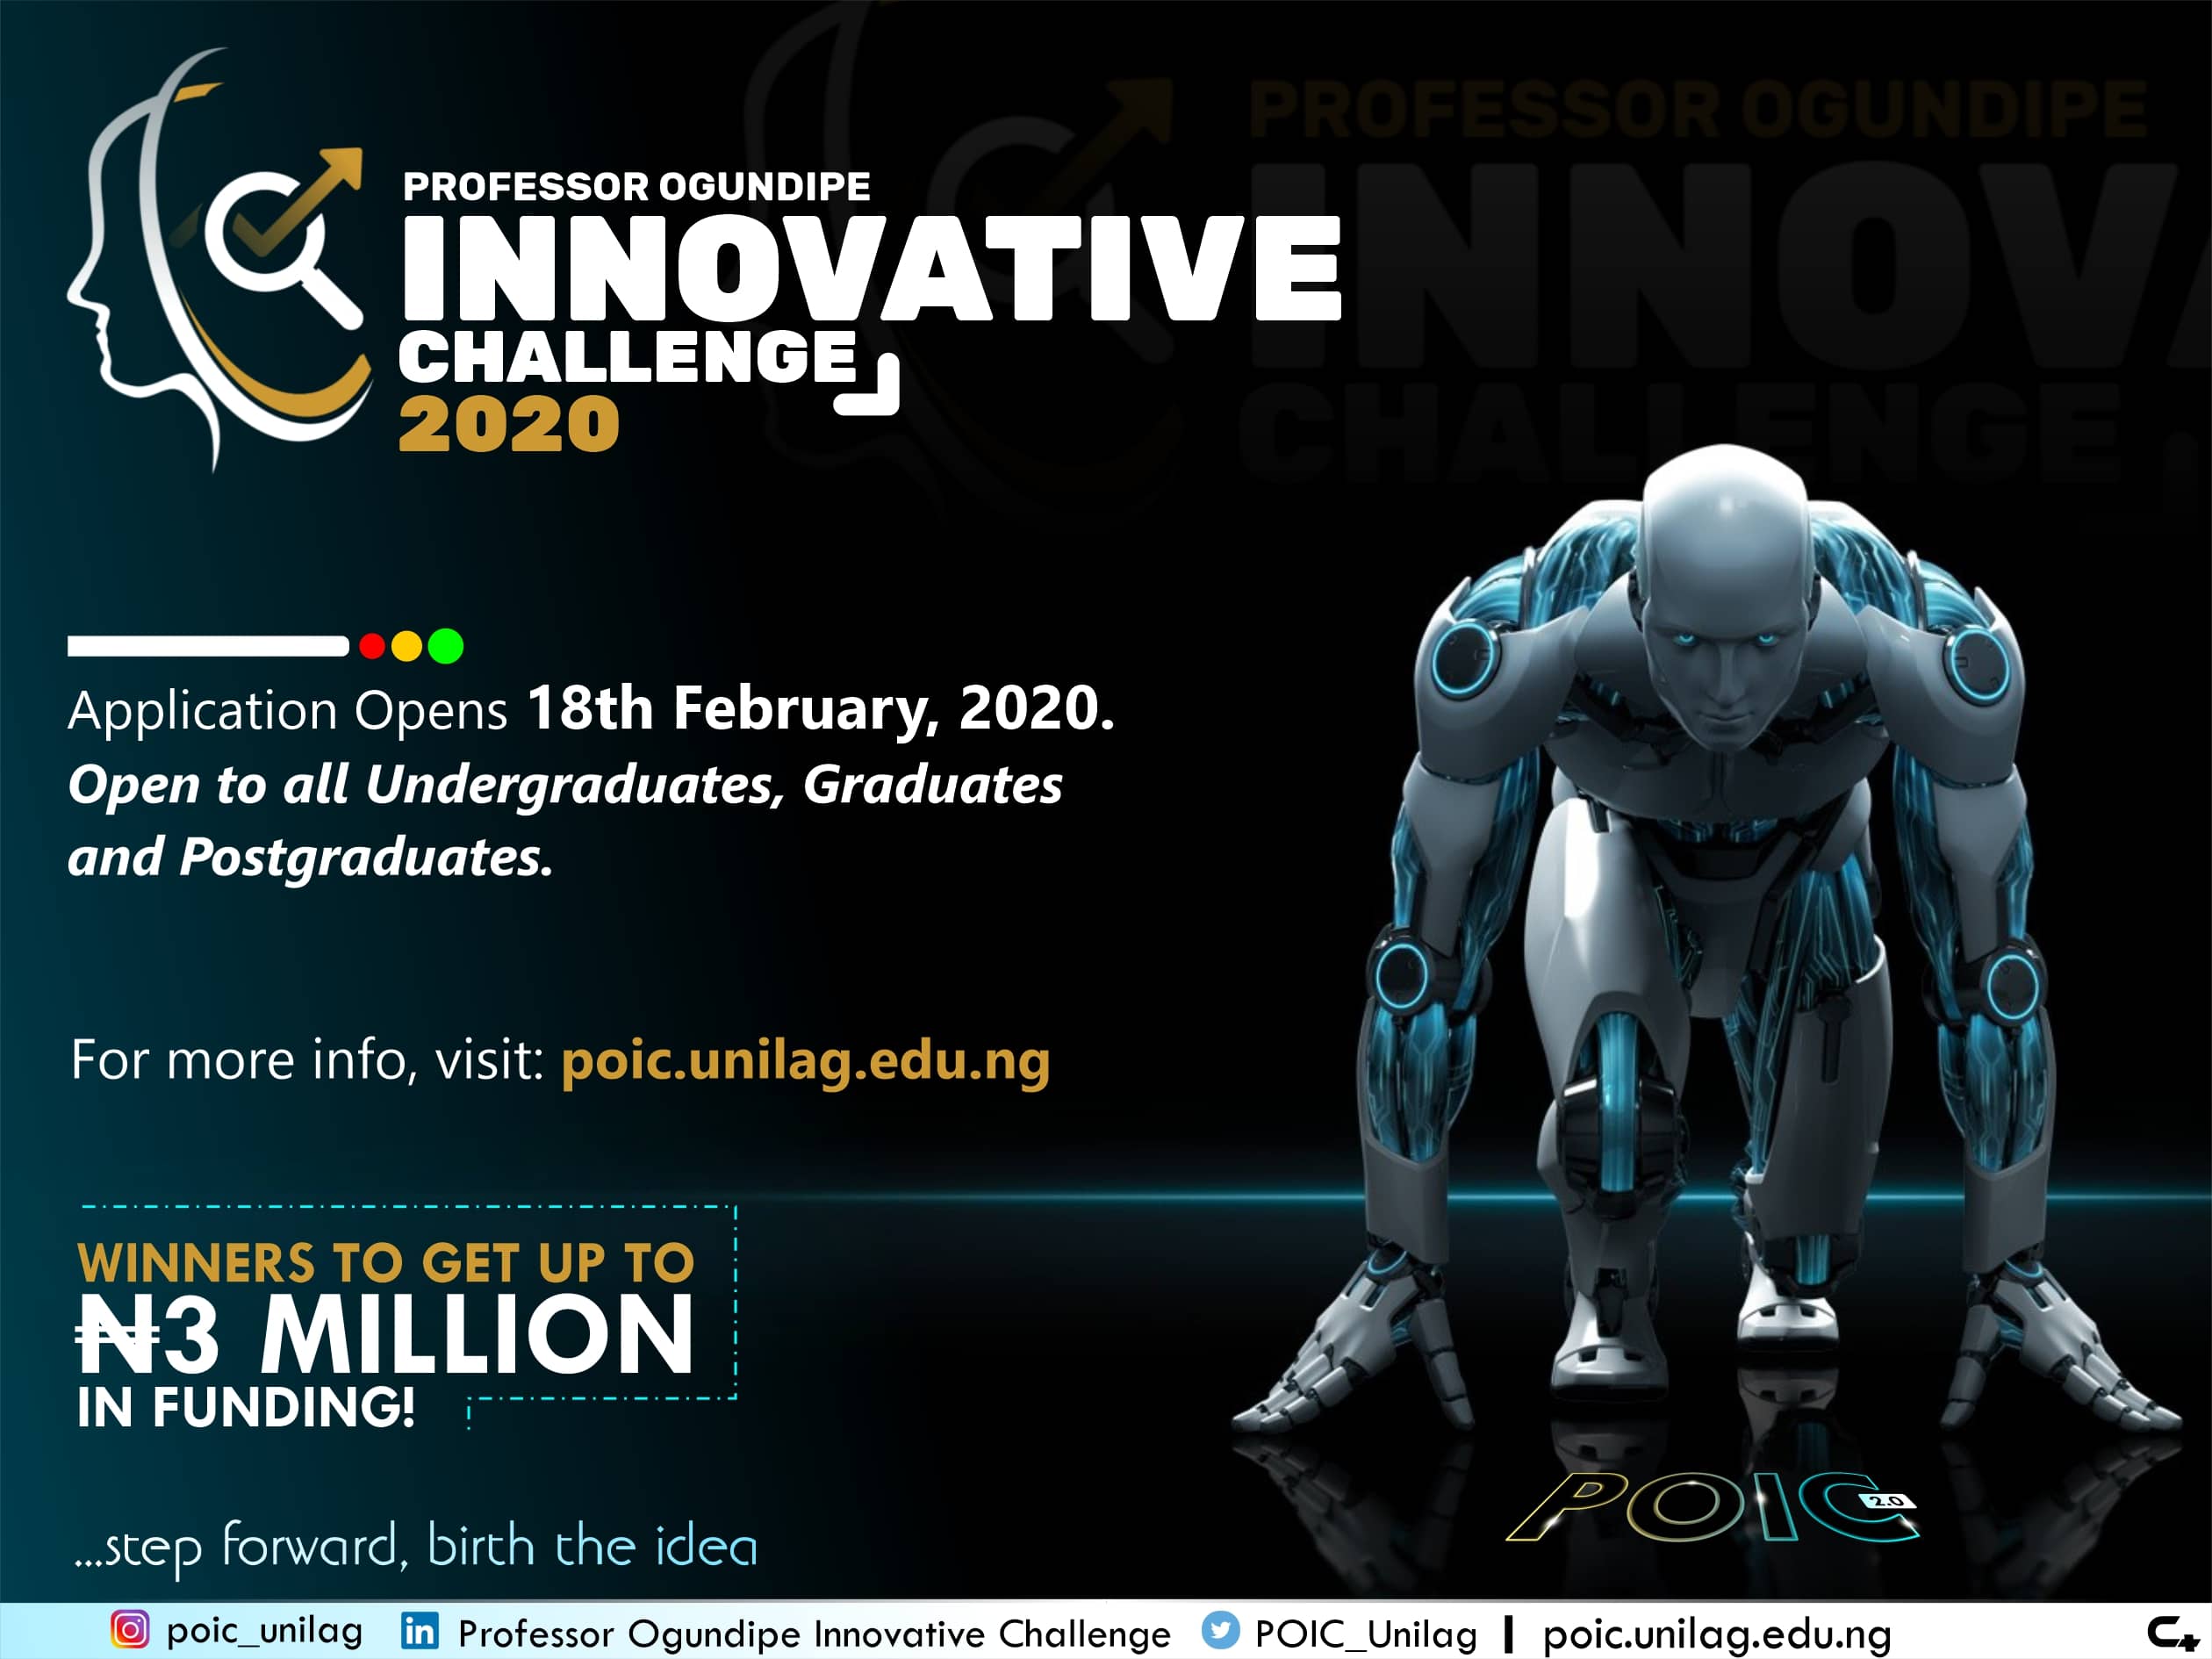 PROFESSOR OGUNDIPE
INNOVATIVE
CHALLENGE
2020
PROFESSOR OGUNDIPE
INNOVA
CHALLENGE
Application Opens 18th February, 2020.
Open to all Undergraduates, Graduates
and Postgraduates.
For more info, visit: poic.unilag.edu.ng
WINNERS TO GET UP TO
₦3 MILLION
IN FUNDING!
...step forward, birth the idea
POIC 2.0
poic_unilag in Professor Ogundipe Innovative Challenge POIC_Unilag | poic.unilag.edu.ng